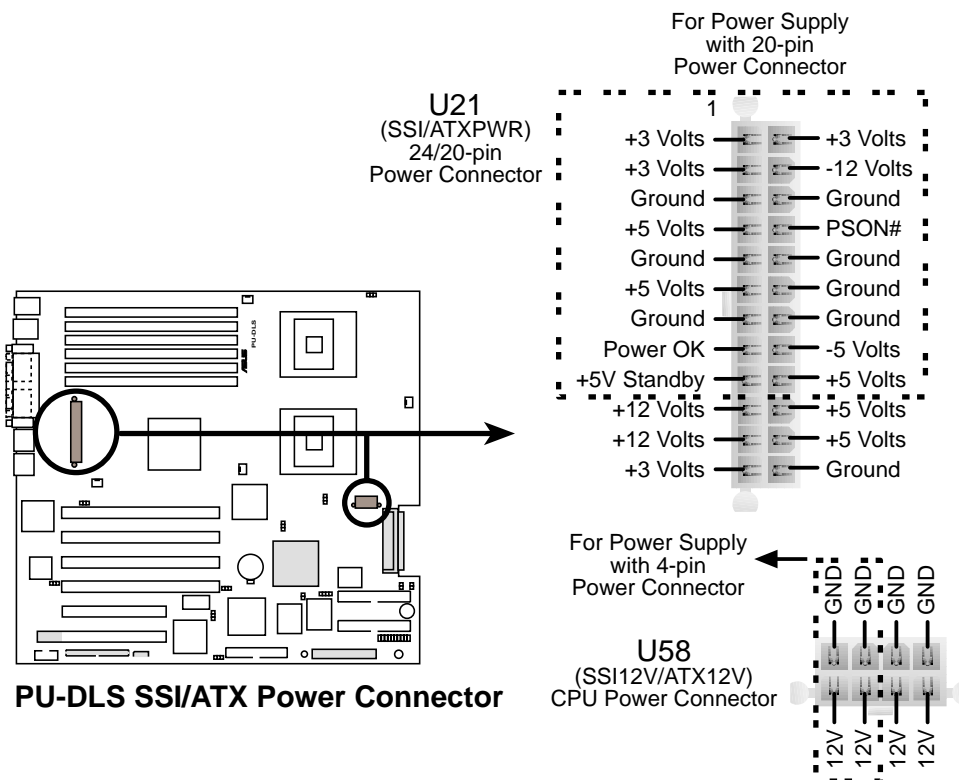 For Power Supply
with 20-pin
Power Connector
U21
(SSI/ATXPWR)
24/20-pin
Power Connector
1
+3 Volts +3 Volts
+3 Volts -12 Volts
Ground Ground
+5 Volts PSON#
Ground Ground
+5 Volts Ground
Ground Ground
Power OK -5 Volts
+5V Standby +5 Volts
+12 Volts +5 Volts
+12 Volts +5 Volts
+3 Volts Ground
PU-DLS
ASUS
For Power Supply
with 4-pin
Power Connector
GND GND GND GND
U58
(SSI12V/ATX12V)
CPU Power Connector
12V 12V 12V 12V
PU-DLS SSI/ATX Power Connector